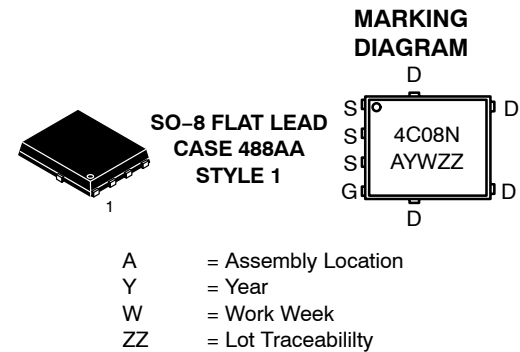 MARKING
DIAGRAM
SO–8 FLAT LEAD
CASE 488AA
STYLE 1
1
D
S
D
S
4C08N
S
AYWZZ
G
D
D
A = Assembly Location
Y = Year
W = Work Week
ZZ = Lot Traceabililty